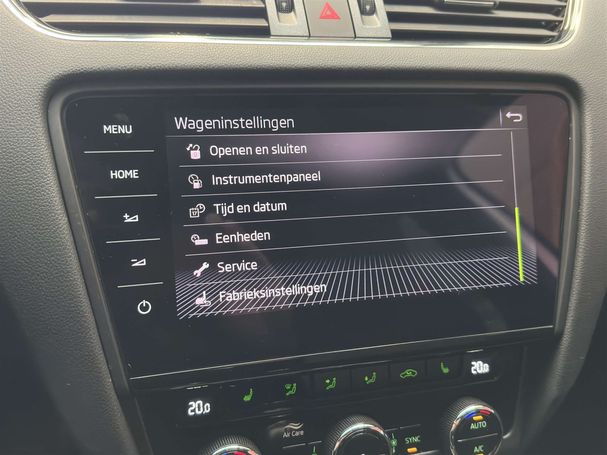 MENU
HOME
Wageninstellingen
Openen en sluiten
Instrumentenpaneel
Tijd en datum
Eenheden
Service
Fabrieksinstellingen
20.0
20.0
Air Care
SYNC
AUTO
A/C